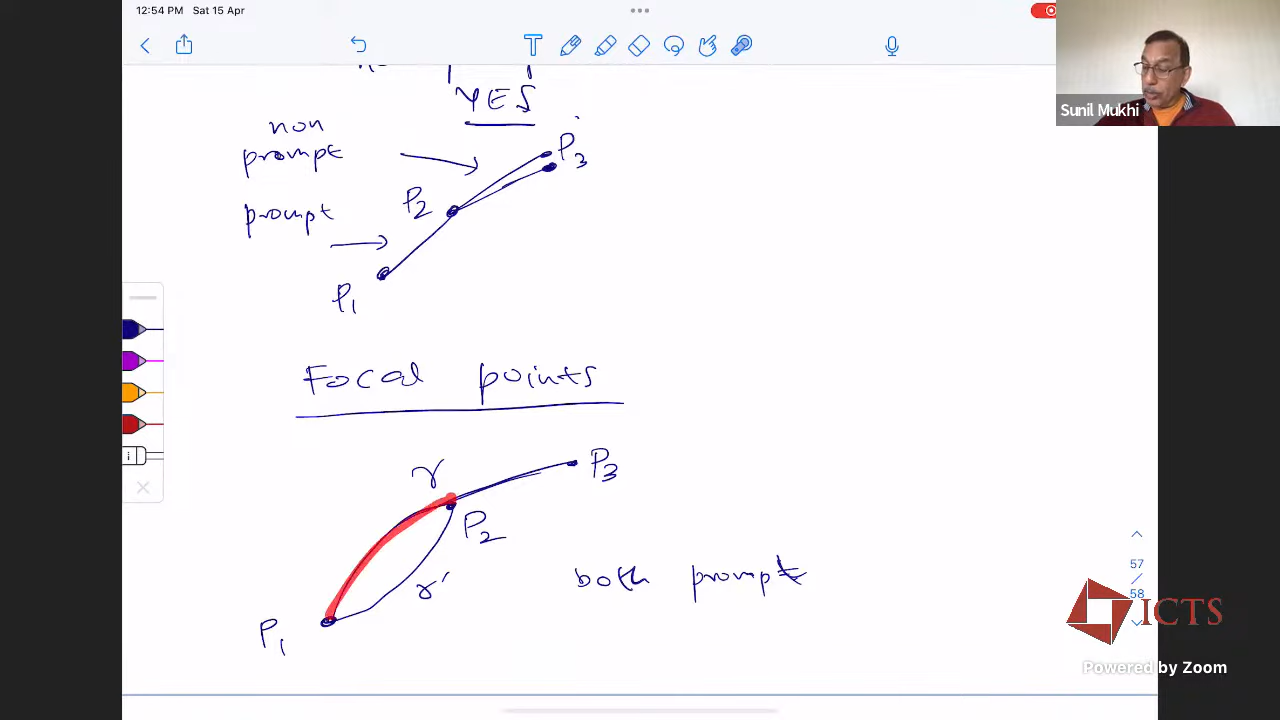 12:54 PM Sat 15 Apr
T
Sunil Mukhi
YES
non
prompt
P3
P2
prompt
P1
Focal points
γ
P3
P2
γ'
both prompt
P1
57
/
58
ICTS
Powered by Zoom